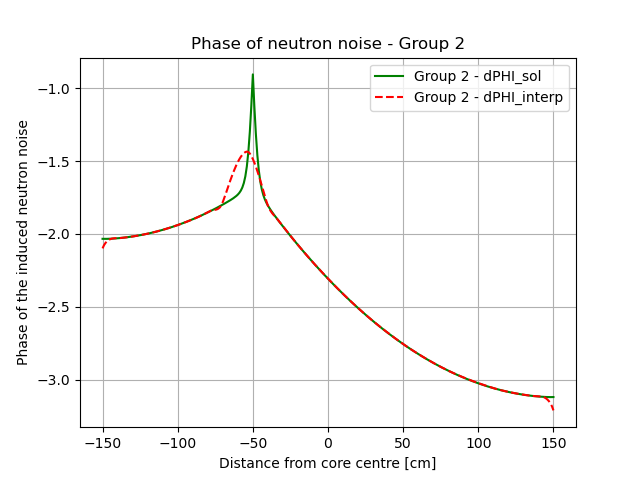 Phase of neutron noise - Group 2
Group 2 - dPHI_sol
Group 2 - dPHI_interp
Phase of the induced neutron noise
−1.0
−1.5
−2.0
−2.5
−3.0
−150
−100
−50
0
50
100
150
Distance from core centre [cm]